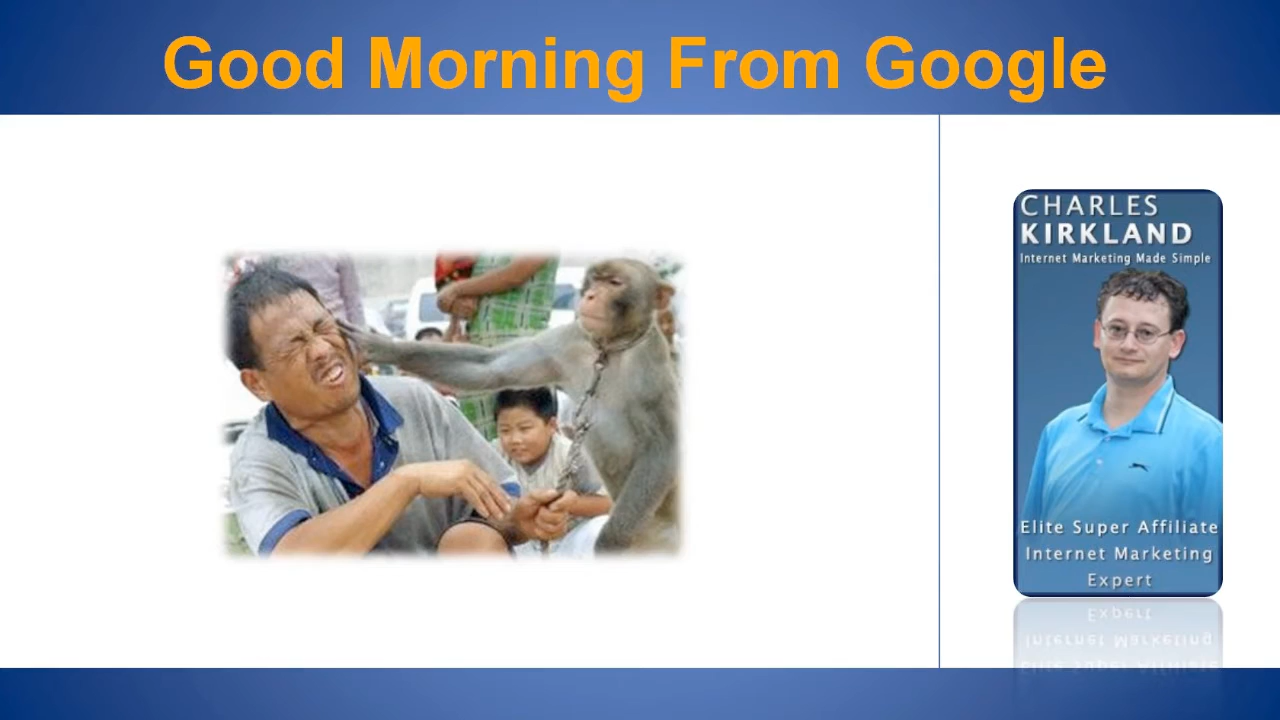 Good Morning From Google
CHARLES
KIRKLAND
Internet Marketing Made Simple
Elite Super Affiliate
Internet Marketing
Expert